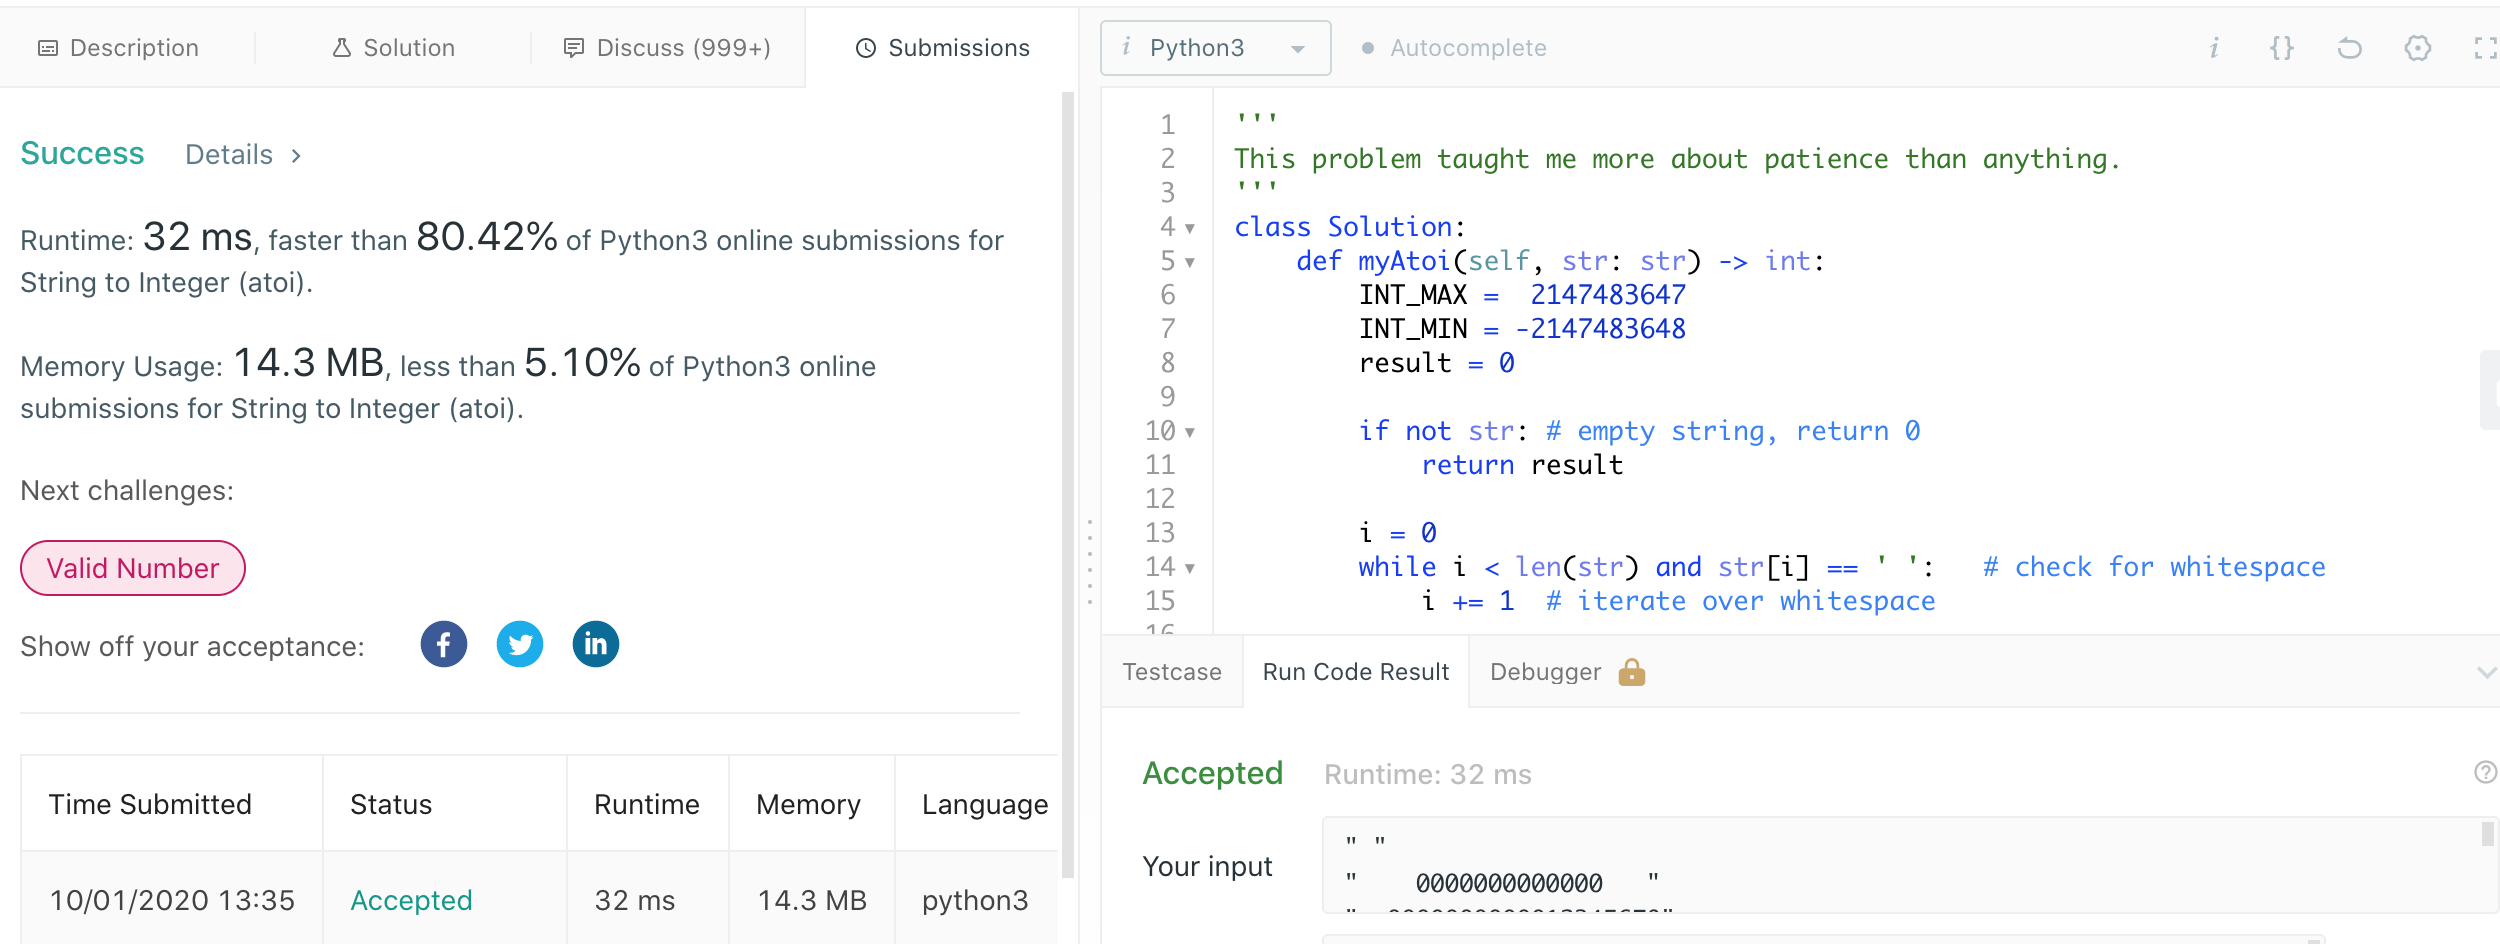 Description
Solution
Discuss (999+)
Submissions
Success
Details >
Runtime: 32 ms, faster than 80.42% of Python3 online submissions for
String to Integer (atoi).
Memory Usage: 14.3 MB, less than 5.10% of Python3 online
submissions for String to Integer (atoi).
Next challenges:
Valid Number
Show off your acceptance:
Time Submitted Status Runtime Memory Language
10/01/2020 13:35 Accepted 32 ms 14.3 MB python3
i Python3
Autocomplete
i {}
1 '''
2 This problem taught me more about patience than anything.
3 '''
4 class Solution:
5     def myAtoi(self, str: str) -> int:
6         INT_MAX =  2147483647
7         INT_MIN = -2147483648
8         result = 0
9
10         if not str: # empty string, return 0
11             return result
12
13         i = 0
14         while i < len(str) and str[i] == ' ':   # check for whitespace
15             i += 1  # iterate over whitespace
16
Testcase
Run Code Result
Debugger
Accepted
Runtime: 32 ms
?
Your input
" "
"    0000000000000   "